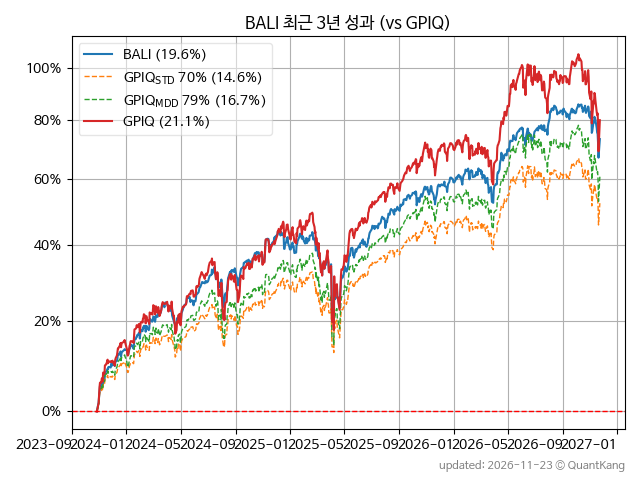 BALI 최근 3년 성과 (vs GPIQ)
BALI (19.6%)
GPIQSTD 70% (14.6%)
GPIQMDD 79% (16.7%)
GPIQ (21.1%)
100%
80%
60%
40%
20%
0%
2023-09 2024-01 2024-05 2024-09 2025-01 2025-05 2025-09 2026-01 2026-05 2026-09 2027-01
updated: 2026-11-23 © QuantKang